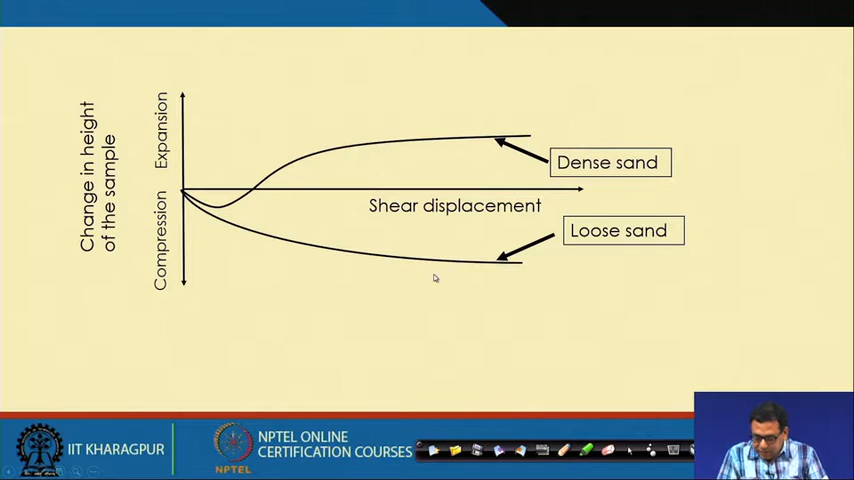 Change in height
of the sample
Expansion
Compression
Dense sand
Shear displacement
Loose sand
IIT KHARAGPUR
NPTEL
NPTEL ONLINE
CERTIFICATION COURSES